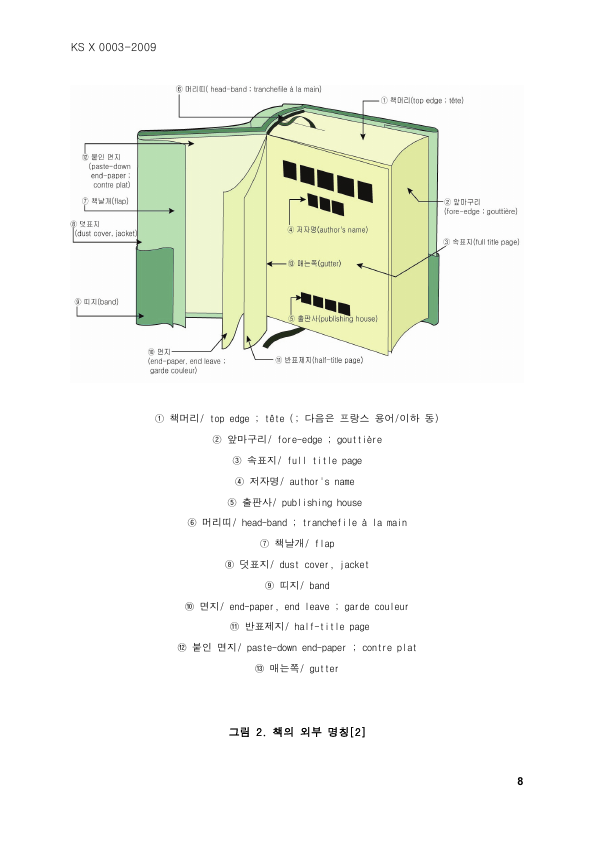 KS X 0003-2009
⑥ 머리띠( head-band ; tranchefile à la main)
① 책머리(top edge ; tête)
⑫ 붙인 면지
(paste-down
end-paper ;
contre plat)
⑦ 책날개(flap)
② 앞마구리
(fore-edge ; gouttière)
⑧ 덧표지
(dust cover, jacket)
④ 저자명(author's name)
③ 속표지(full title page)
⑬ 매는쪽(gutter)
⑨ 띠지(band)
⑤ 출판사(publishing house)
⑩ 면지
(end-paper, end leave ;
garde couleur)
⑪ 반표제지(half-title page)
① 책머리/ top edge ; tête (; 다음은 프랑스 용어/이하 동)
② 앞마구리/ fore-edge ; gouttière
③ 속표지/ full title page
④ 저자명/ author's name
⑤ 출판사/ publishing house
⑥ 머리띠/ head-band ; tranchefile à la main
⑦ 책날개/ flap
⑧ 덧표지/ dust cover, jacket
⑨ 띠지/ band
⑩ 면지/ end-paper, end leave ; garde couleur
⑪ 반표제지/ half-title page
⑫ 붙인 면지/ paste-down end-paper ; contre plat
⑬ 매는쪽/ gutter
그림 2. 책의 외부 명칭[2]
8